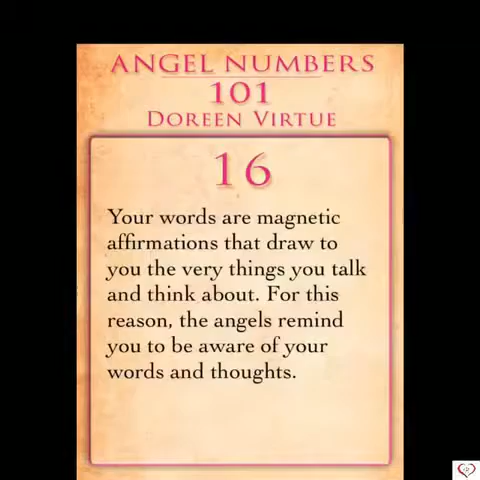 ANGEL NUMBERS
101
DOREEN VIRTUE
16
Your words are magnetic
affirmations that draw to
you the very things you talk
and think about. For this
reason, the angels remind
you to be aware of your
words and thoughts.